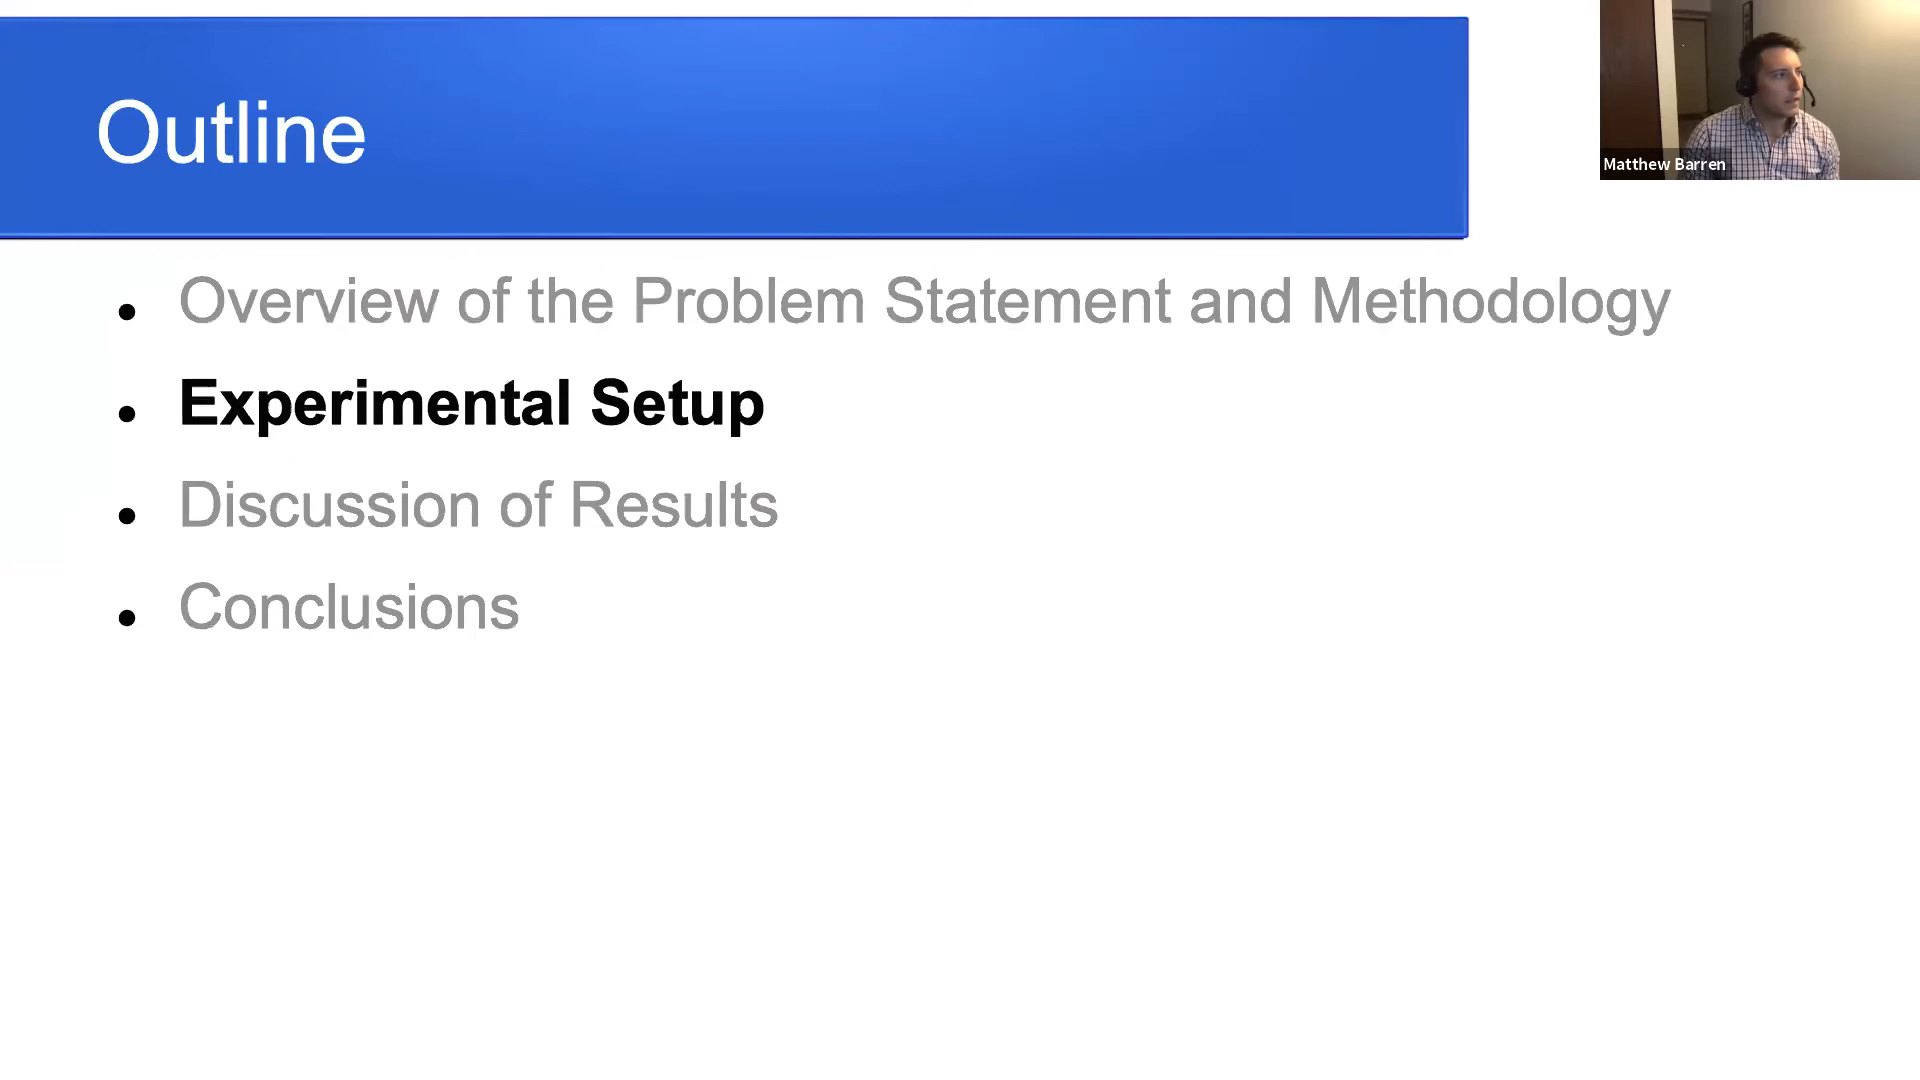 Outline
Matthew Barren
• Overview of the Problem Statement and Methodology
• Experimental Setup
• Discussion of Results
• Conclusions